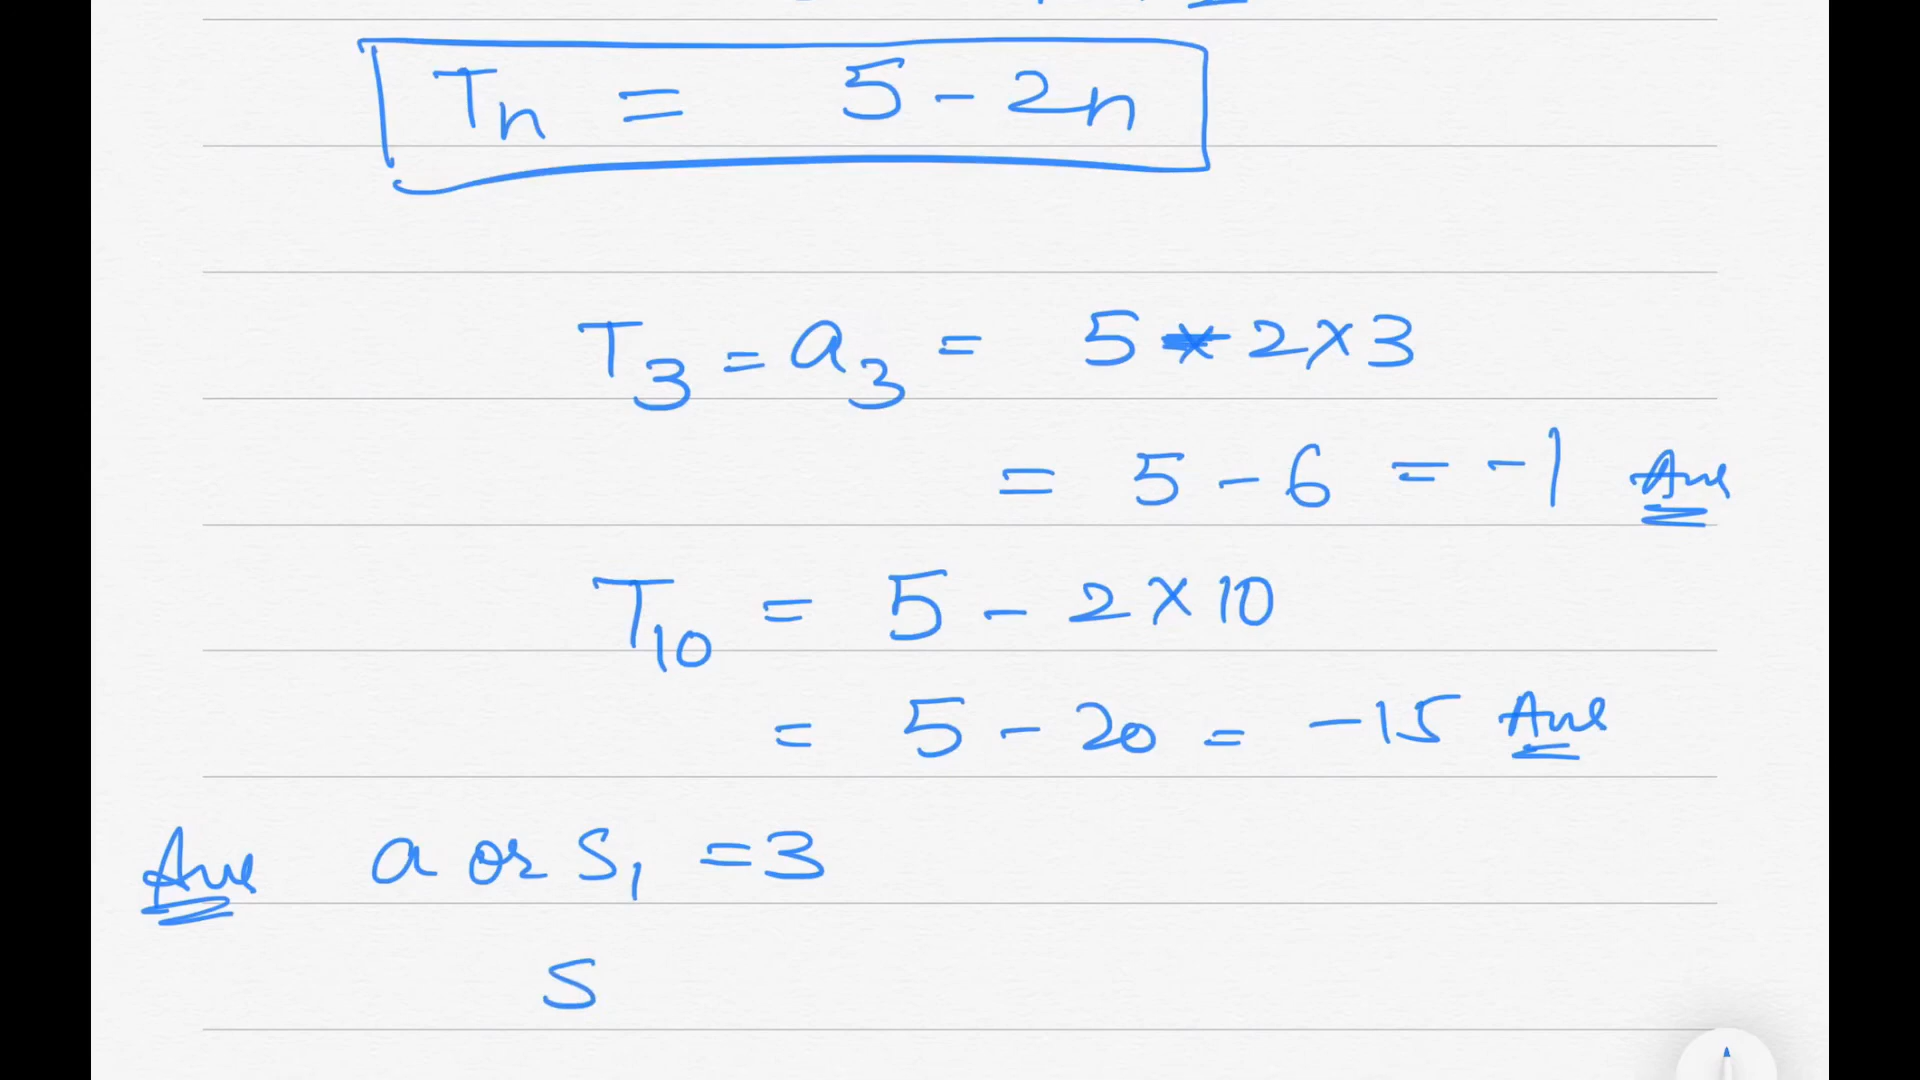 Tn = 5 - 2n
T3 = a3 = 5 - 2 × 3
= 5 - 6 = -1 Ans
T10 = 5 - 2 × 10
= 5 - 20 = -15 Ans
Ans a or S1 = 3
S